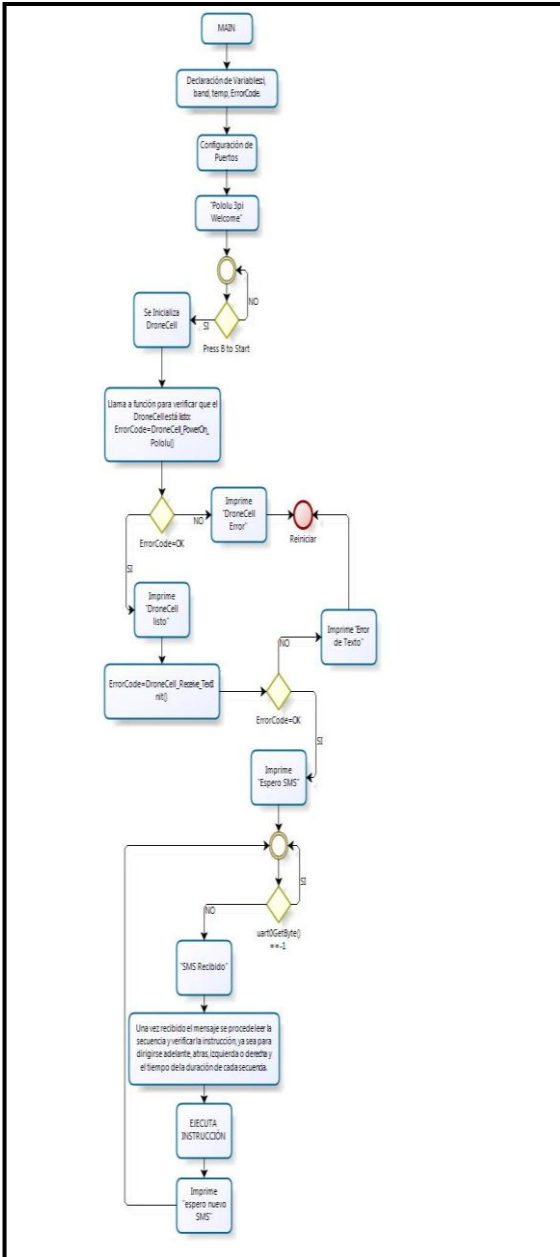 MAIN
Declaración de Variables:i,
band, temp, ErrorCode.
Configuración de
Puertos
"Pololu 3pi
Welcome"
NO
SI
Press B to Start
Se Inicializa
DroneCell
Llama a función para verificar que el
DroneCell está listo:
ErrorCode=DroneCell_PowerOn_
Pololu()
ErrorCode=OK
NO
Imprime
"DroneCell
Error"
Reiniciar
SI
Imprime
"DroneCell
listo"
Imprime "Error
de Texto"
NO
ErrorCode=DroneCell_Receive_TextI
nit()
ErrorCode=OK
SI
Imprime
"Espero SMS"
SI
NO
uart0GetByte()
==-1
"SMS Recibido"
Una vez recibido el mensaje se procede leer la
secuencia y verificar la instrucción, ya sea para
dirigirse adelante, atras, izquierda o derecha y
el tiempo de la duración de cada secuencia.
EJECUTA
INSTRUCCIÓN
Imprime
"espero nuevo
SMS"